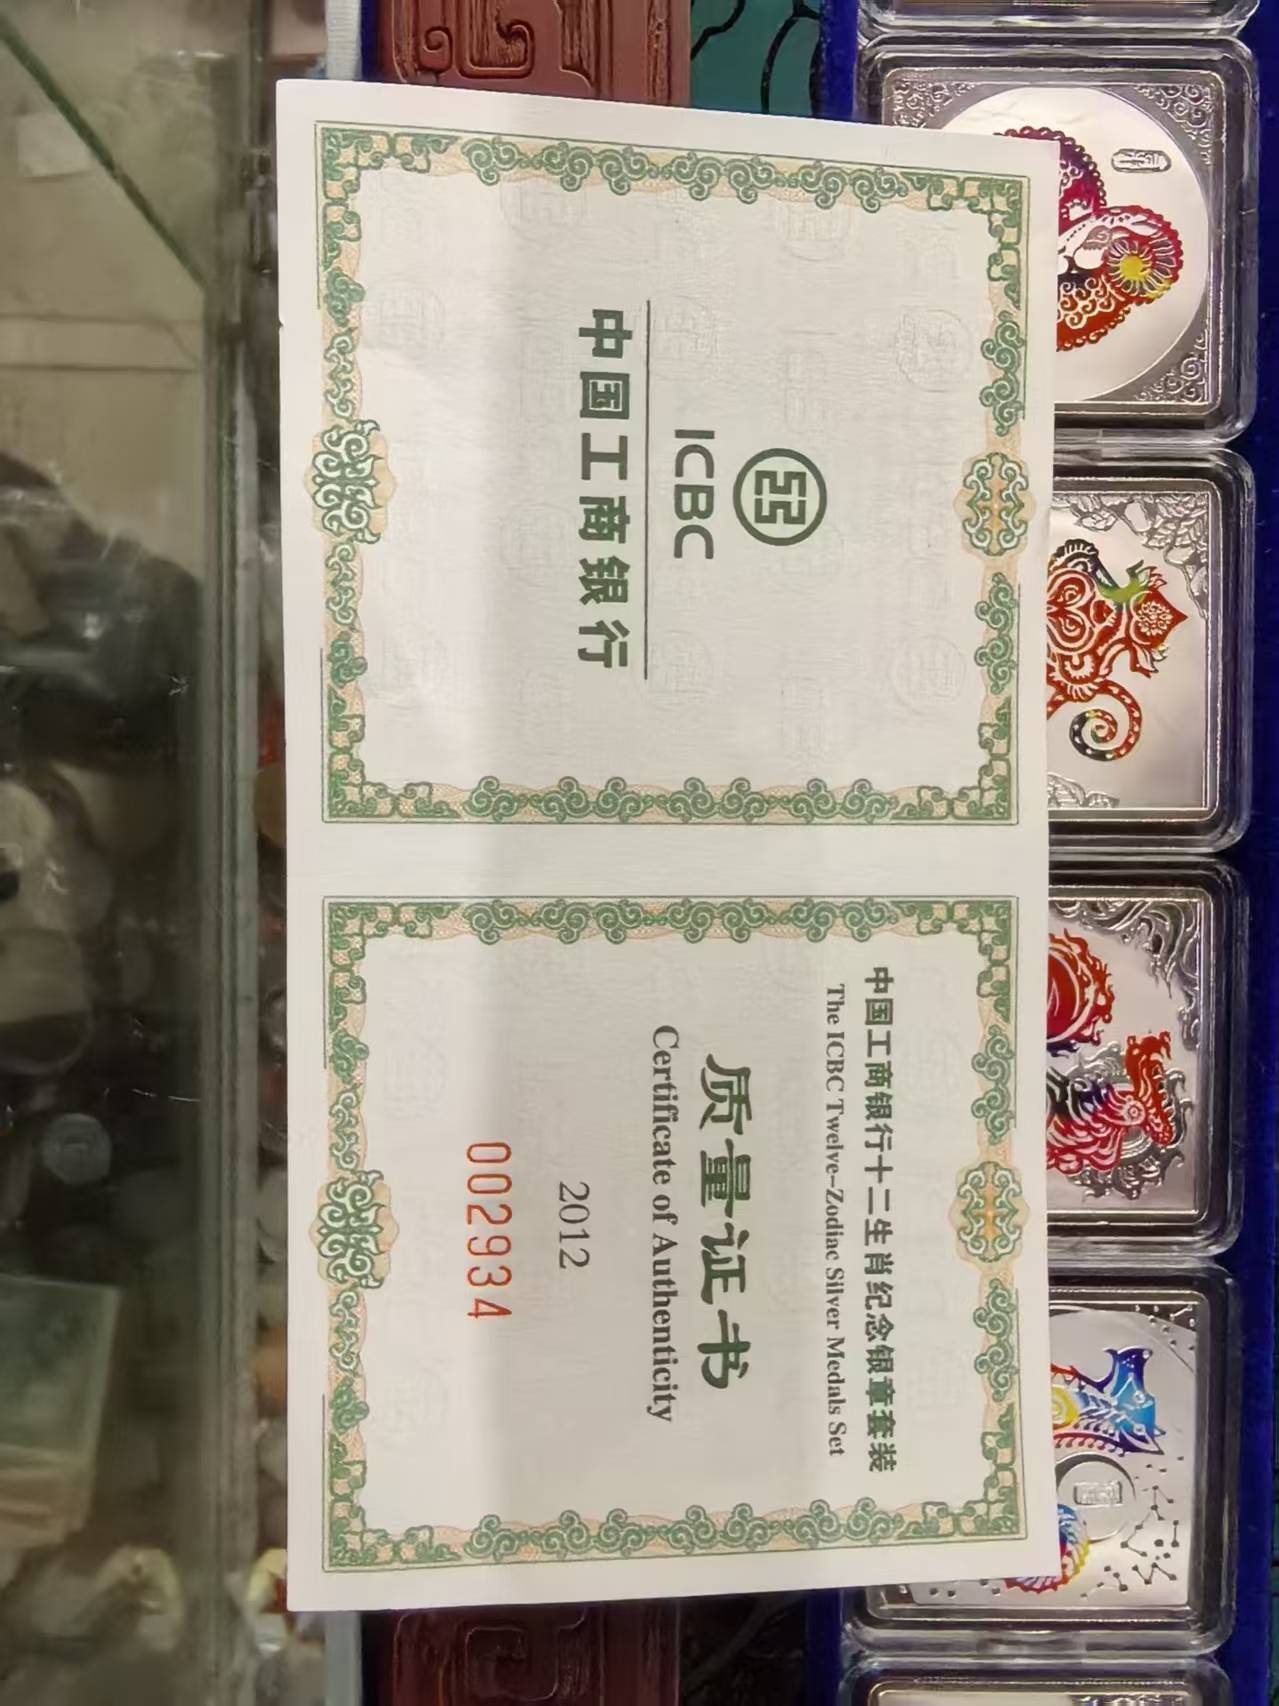 ICBC
中国工商银行
中国工商银行十二生肖纪念银章套装
The ICBC Twelve-Zodiac Silver Medals Set
质量证书
Certificate of Authenticity
2012
002934